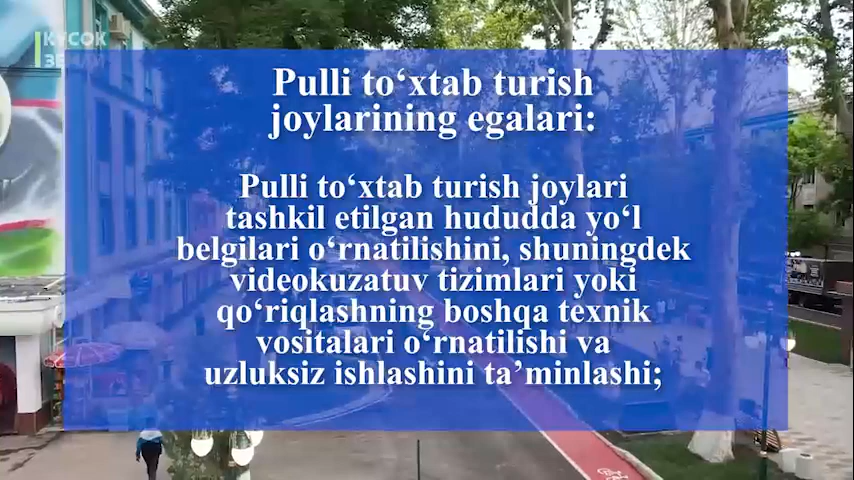 КУСОК
Pulli to‘xtab turish
joylarining egalari:
Pulli to‘xtab turish joylari
tashkil etilgan hududda yo‘l
belgilari o‘rnatilishini, shuningdek
videokuzatuv tizimlari yoki
qo‘riqlashning boshqa texnik
vositalari o‘rnatilishi va
uzluksiz ishlashini ta’minlashi;